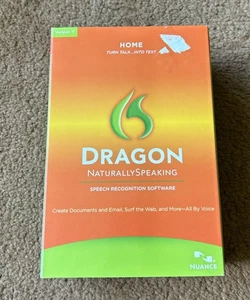 HOME
TURN TALK...INTO TEXT
DRAGON
NATURALLYSPEAKING
SPEECH RECOGNITION SOFTWARE
Create Documents and Email, Surf the Web, and More—All By Voice
NUANCE